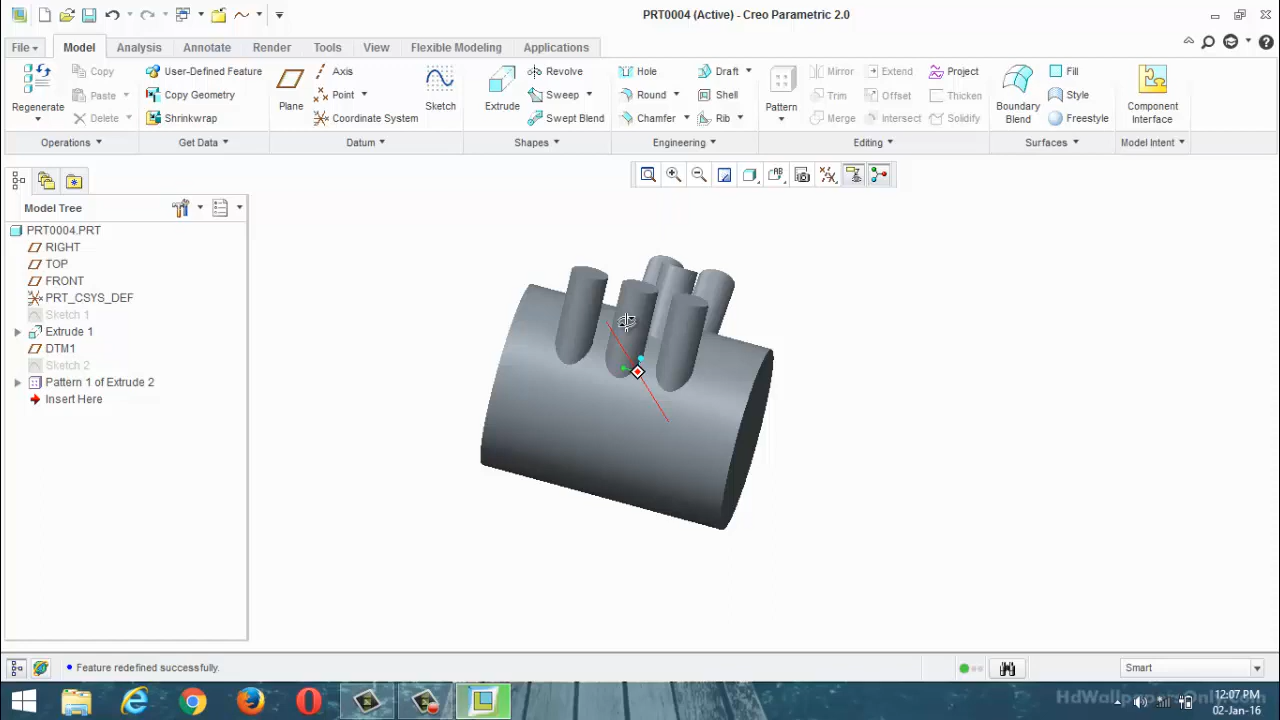 PRT0004 (Active) - Creo Parametric 2.0
File Model Analysis Annotate Render Tools View Flexible Modeling Applications
Regenerate Copy Paste Delete
User-Defined Feature Copy Geometry Shrinkwrap
Plane Axis Point Coordinate System Sketch
Extrude Revolve Sweep Swept Blend
Hole Round Chamfer Draft Shell Rib
Pattern Mirror Trim Merge Extend Offset Intersect Project Thicken Solidify
Boundary Blend Fill Style Freestyle
Component Interface
Operations Get Data Datum Shapes Engineering Editing Surfaces Model Intent
Model Tree
PRT0004.PRT
RIGHT
TOP
FRONT
PRT_CSYS_DEF
Sketch 1
Extrude 1
DTM1
Sketch 2
Pattern 1 of Extrude 2
Insert Here
Feature redefined successfully.
Smart
HdWallpapersOnly.com
12:07 PM
02-Jan-16